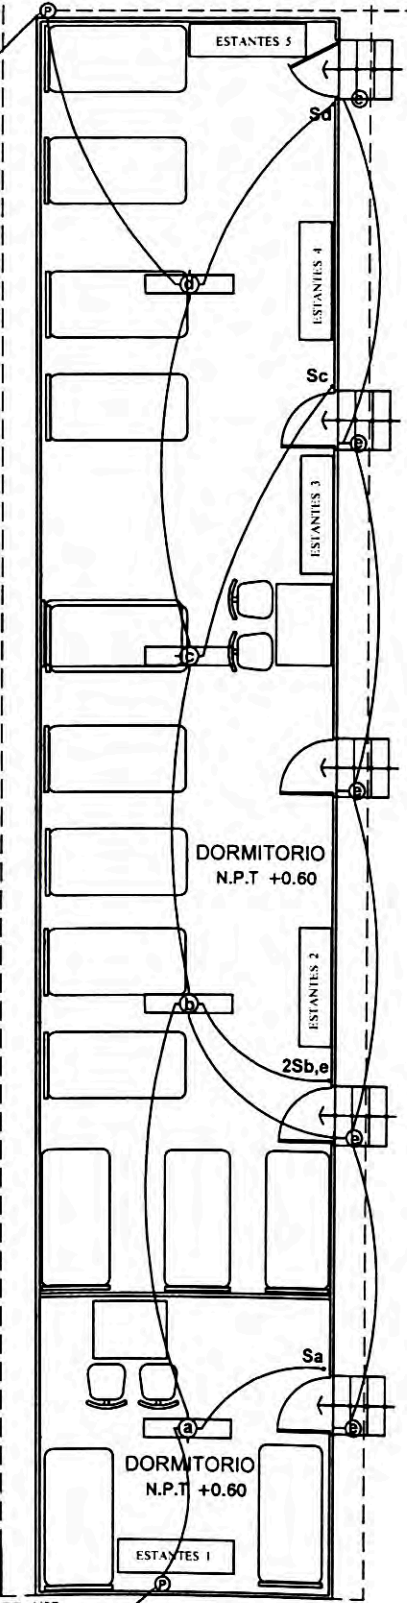 P
ESTANTES 5
e
Sd
d
ESTANTES 4
Sc
e
ESTANTES 3
c
e
DORMITORIO
N.P.T +0.60
ESTANTES 2
b
2Sb,e
e
Sa
a
e
DORMITORIO
N.P.T +0.60
ESTANTES 1
P